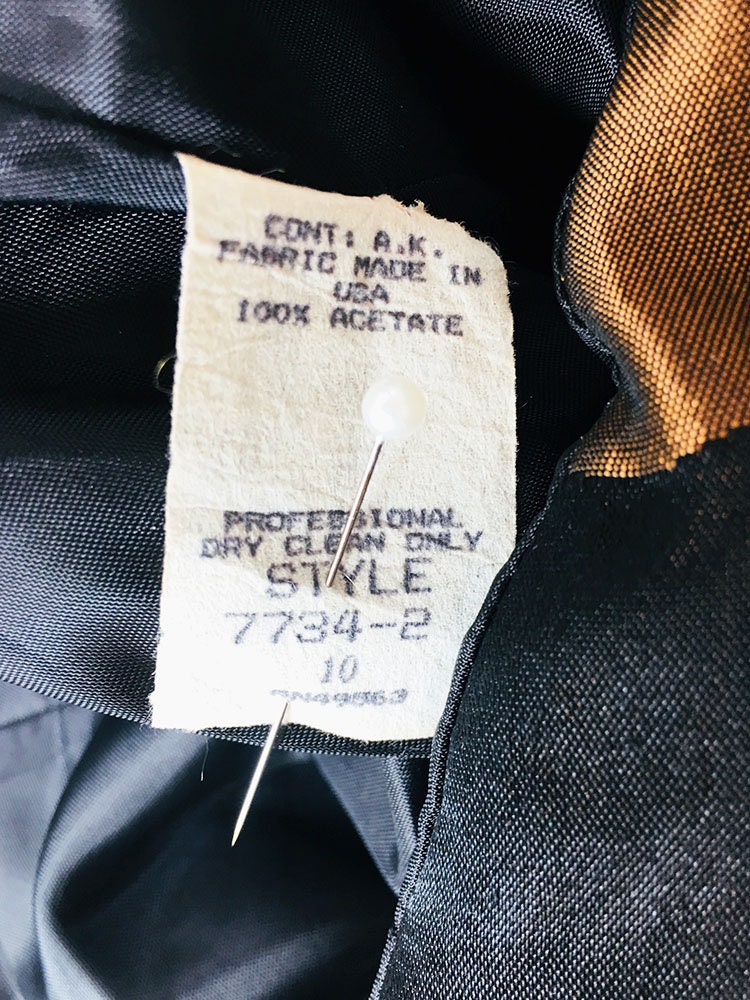 CONT: A.K.
FABRIC MADE IN
USA
100% ACETATE
PROFESSIONAL
DRY CLEAN ONLY
STYLE
7734-2
10